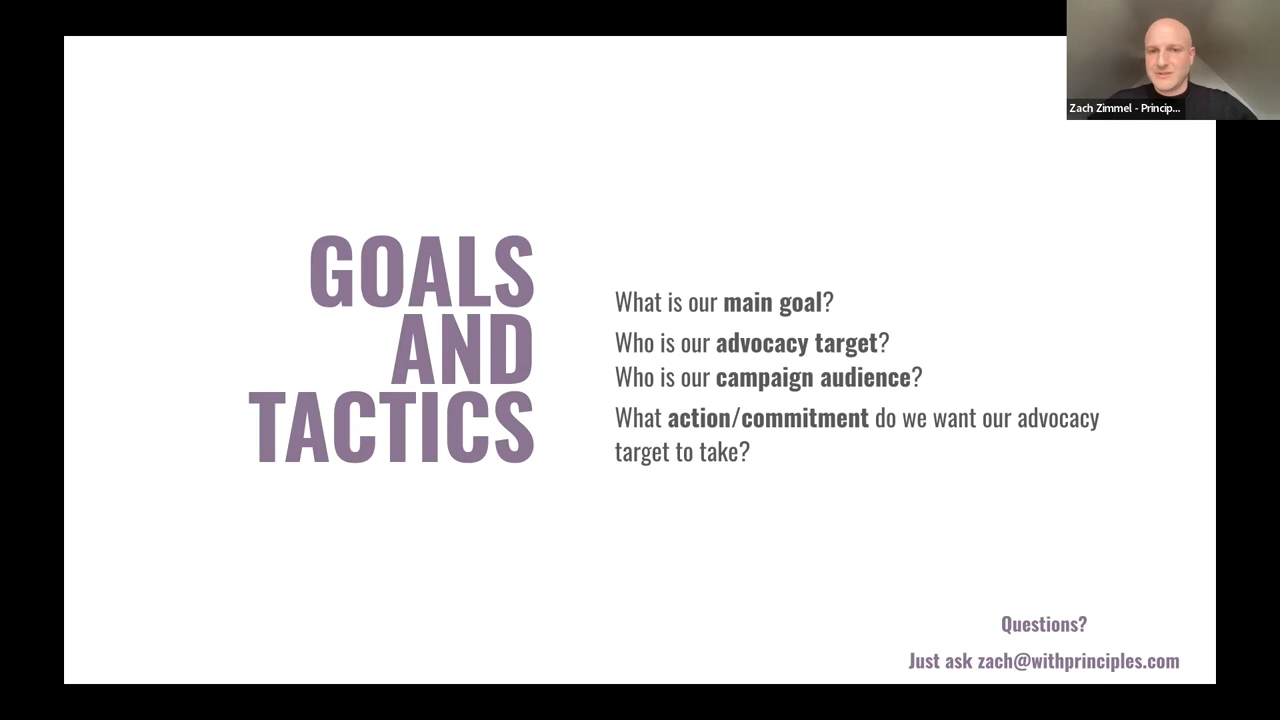 Zach Zimmel - Princip...
GOALS
AND
TACTICS
What is our main goal?
Who is our advocacy target?
Who is our campaign audience?
What action/commitment do we want our advocacy
target to take?
Questions?
Just ask zach@withprinciples.com